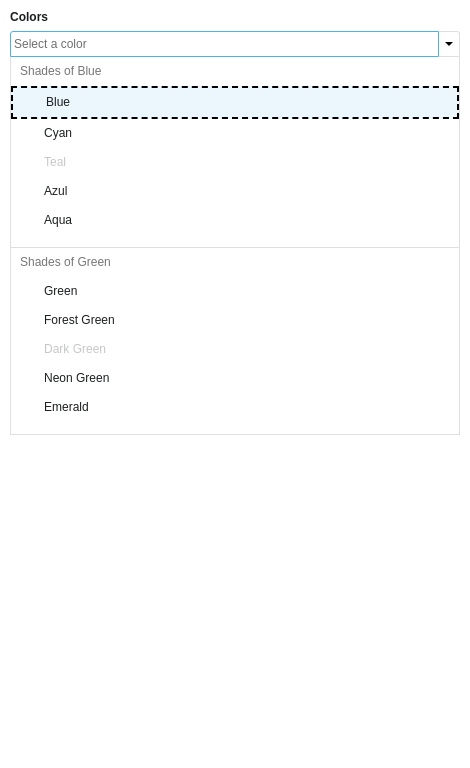 Colors
Select a color
Shades of Blue
Blue
Cyan
Teal
Azul
Aqua
Shades of Green
Green
Forest Green
Dark Green
Neon Green
Emerald